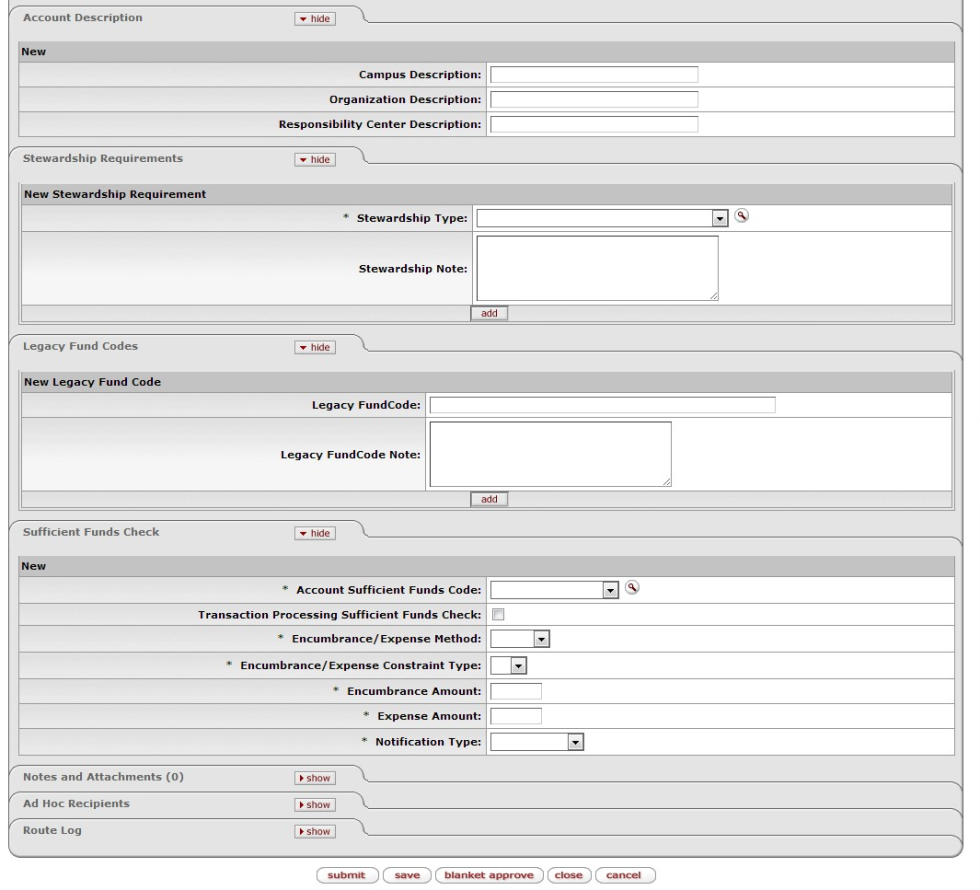 Account Description hide
New
Campus Description:
Organization Description:
Responsibility Center Description:
Stewardship Requirements hide
New Stewardship Requirement
* Stewardship Type:
Stewardship Note:
add
Legacy Fund Codes hide
New Legacy Fund Code
Legacy FundCode:
Legacy FundCode Note:
add
Sufficient Funds Check hide
New
* Account Sufficient Funds Code:
Transaction Processing Sufficient Funds Check:
* Encumbrance/Expense Method:
* Encumbrance/Expense Constraint Type:
* Encumbrance Amount:
* Expense Amount:
* Notification Type:
Notes and Attachments (0) show
Ad Hoc Recipients show
Route Log show
submit save blanket approve close cancel